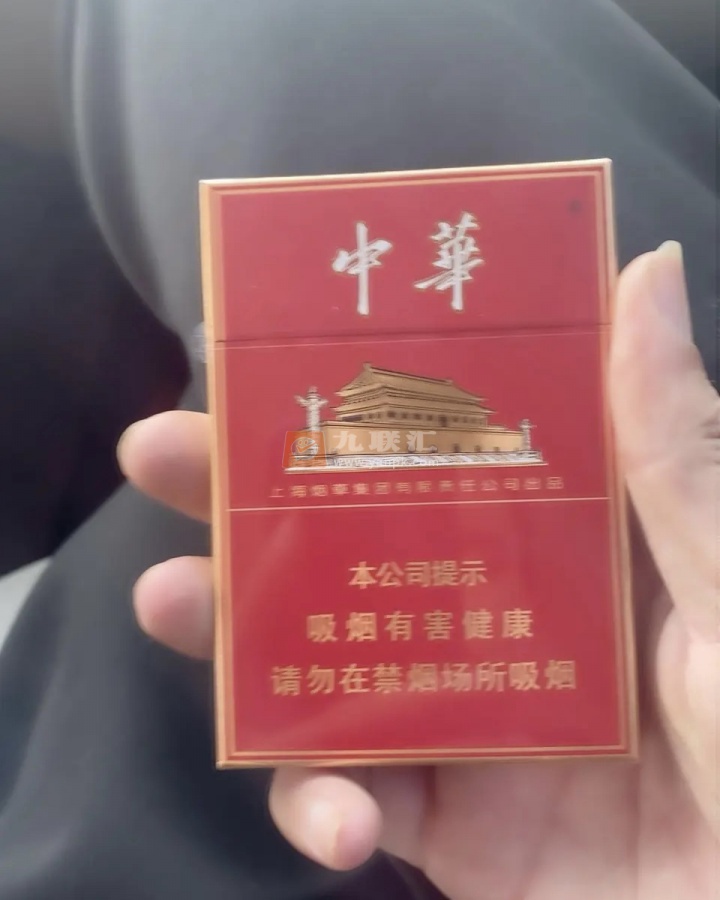 中華
九联汇
上海烟草集团有限责任公司出品
本公司提示
吸烟有害健康
请勿在禁烟场所吸烟